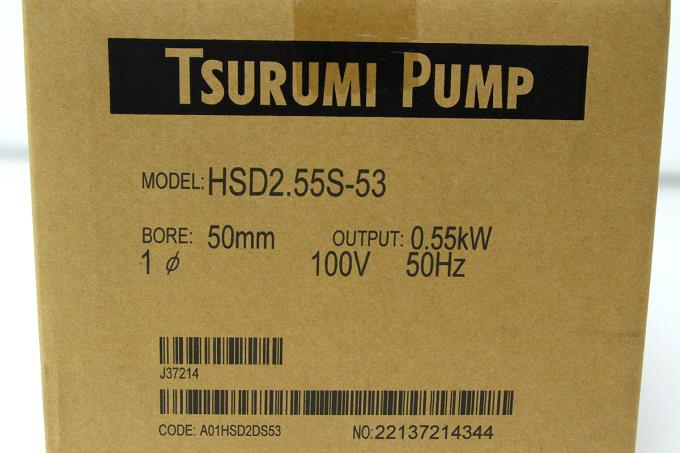 TSURUMI PUMP
MODEL: HSD2.55S-53
BORE: 50mm OUTPUT: 0.55kW
1 ϕ 100V 50Hz
J37214
CODE: A01HSD2DS53 NO: 22137214344